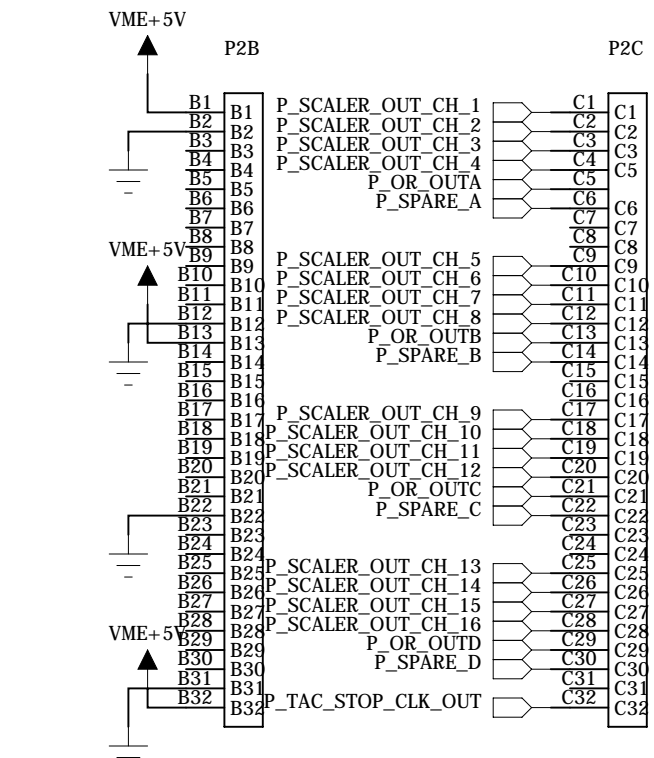 VME+5V
P2B
P2C
B1 B1 P_SCALER_OUT_CH_1 C1 C1
B2 B2 P_SCALER_OUT_CH_2 C2 C2
B3 B3 P_SCALER_OUT_CH_3 C3 C3
B4 B4 P_SCALER_OUT_CH_4 C4 C5
B5 B5 P_OR_OUTA C5
B6 B6 P_SPARE_A C6 C6
B7 B7 C7 C7
B8 B8 C8 C8
VME+5V
B9 B9 P_SCALER_OUT_CH_5 C9 C9
B10 B10 P_SCALER_OUT_CH_6 C10 C10
B11 B11 P_SCALER_OUT_CH_7 C11 C11
B12 B12 P_SCALER_OUT_CH_8 C12 C12
B13 B13 P_OR_OUTB C13 C13
B14 B14 P_SPARE_B C14 C14
B15 B15 C15 C15
B16 B16 C16 C16
B17 B17 P_SCALER_OUT_CH_9 C17 C17
B18 B18 P_SCALER_OUT_CH_10 C18 C18
B19 B19 P_SCALER_OUT_CH_11 C19 C19
B20 B20 P_SCALER_OUT_CH_12 C20 C20
B21 B21 P_OR_OUTC C21 C21
B22 B22 P_SPARE_C C22 C22
B23 B23 C23 C23
B24 B24 C24 C24
B25 B25 P_SCALER_OUT_CH_13 C25 C25
B26 B26 P_SCALER_OUT_CH_14 C26 C26
B27 B27 P_SCALER_OUT_CH_15 C27 C27
B28 B28 P_SCALER_OUT_CH_16 C28 C28
VME+5V
B29 B29 P_OR_OUTD C29 C29
B30 B30 P_SPARE_D C30 C30
B31 B31 C31 C31
B32 B32 P_TAC_STOP_CLK_OUT C32 C32